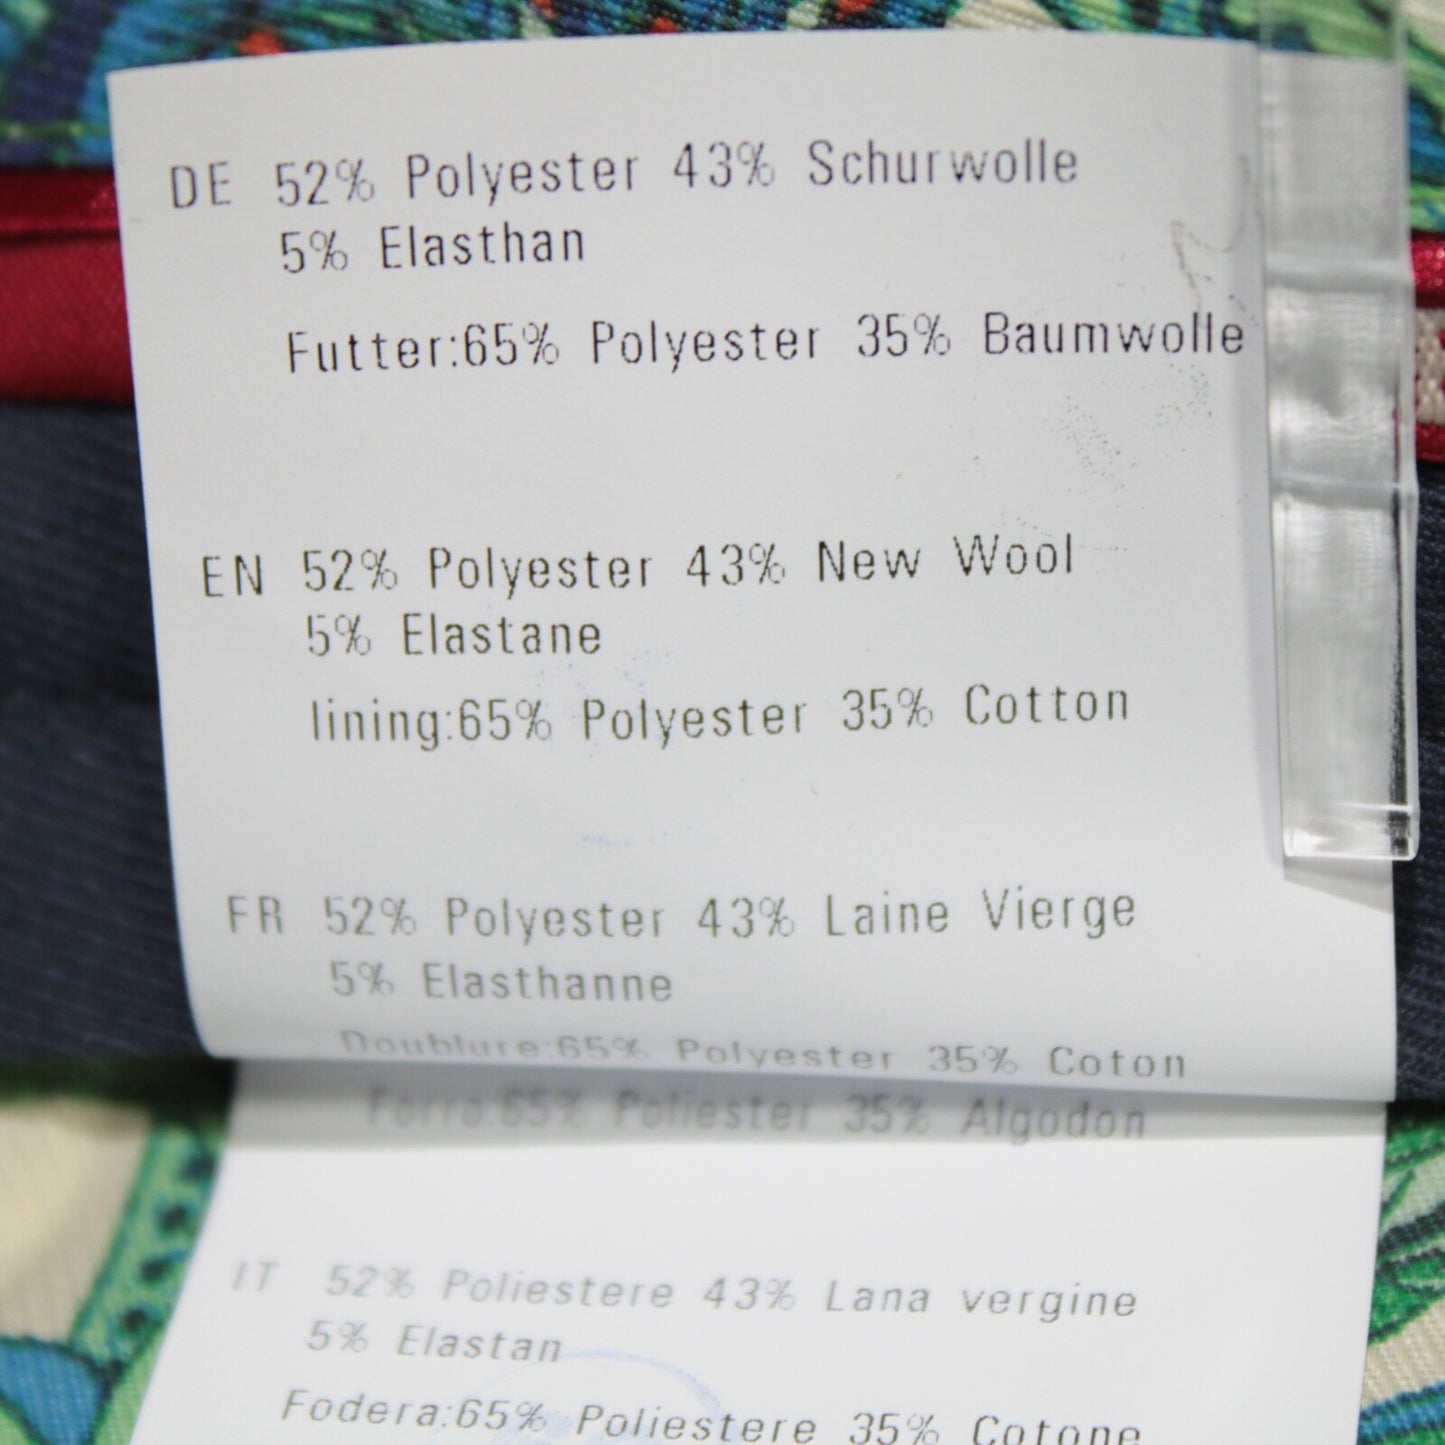 DE 52% Polyester 43% Schurwolle
5% Elasthan
Futter:65% Polyester 35% Baumwolle
EN 52% Polyester 43% New Wool
5% Elastane
lining:65% Polyester 35% Cotton
FR 52% Polyester 43% Laine Vierge
5% Elasthanne
Doublure:65% Polyester 35% Coton
Forro:65% Poliester 35% Algodon
IT 52% Poliestere 43% Lana vergine
5% Elastan
Fodera:65% Poliestere 35% Cotone